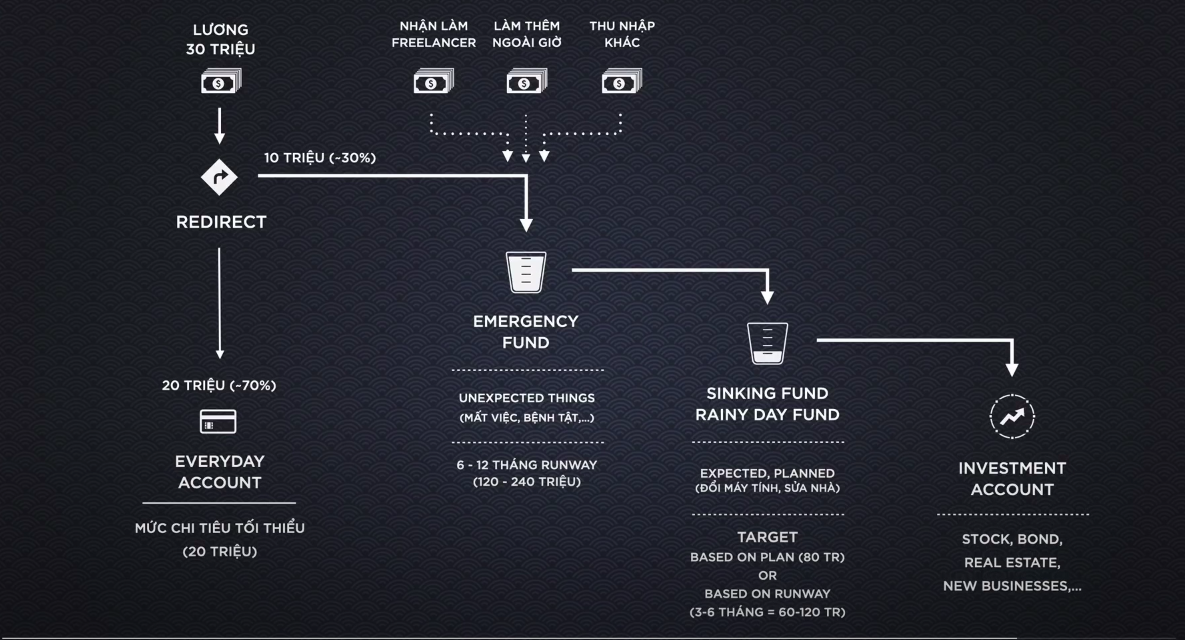 LƯƠNG
30 TRIỆU
NHẬN LÀM
FREELANCER
LÀM THÊM
NGOÀI GIỜ
THU NHẬP
KHÁC
10 TRIỆU (~30%)
REDIRECT
20 TRIỆU (~70%)
EVERYDAY
ACCOUNT
MỨC CHI TIÊU TỐI THIỂU
(20 TRIỆU)
EMERGENCY
FUND
UNEXPECTED THINGS
(MẤT VIỆC, BỆNH TẬT,...)
6 - 12 THÁNG RUNWAY
(120 - 240 TRIỆU)
SINKING FUND
RAINY DAY FUND
EXPECTED, PLANNED
(ĐỔI MÁY TÍNH, SỬA NHÀ)
TARGET
BASED ON PLAN (80 TR)
OR
BASED ON RUNWAY
(3-6 THÁNG = 60-120 TR)
INVESTMENT
ACCOUNT
STOCK, BOND,
REAL ESTATE,
NEW BUSINESSES,...